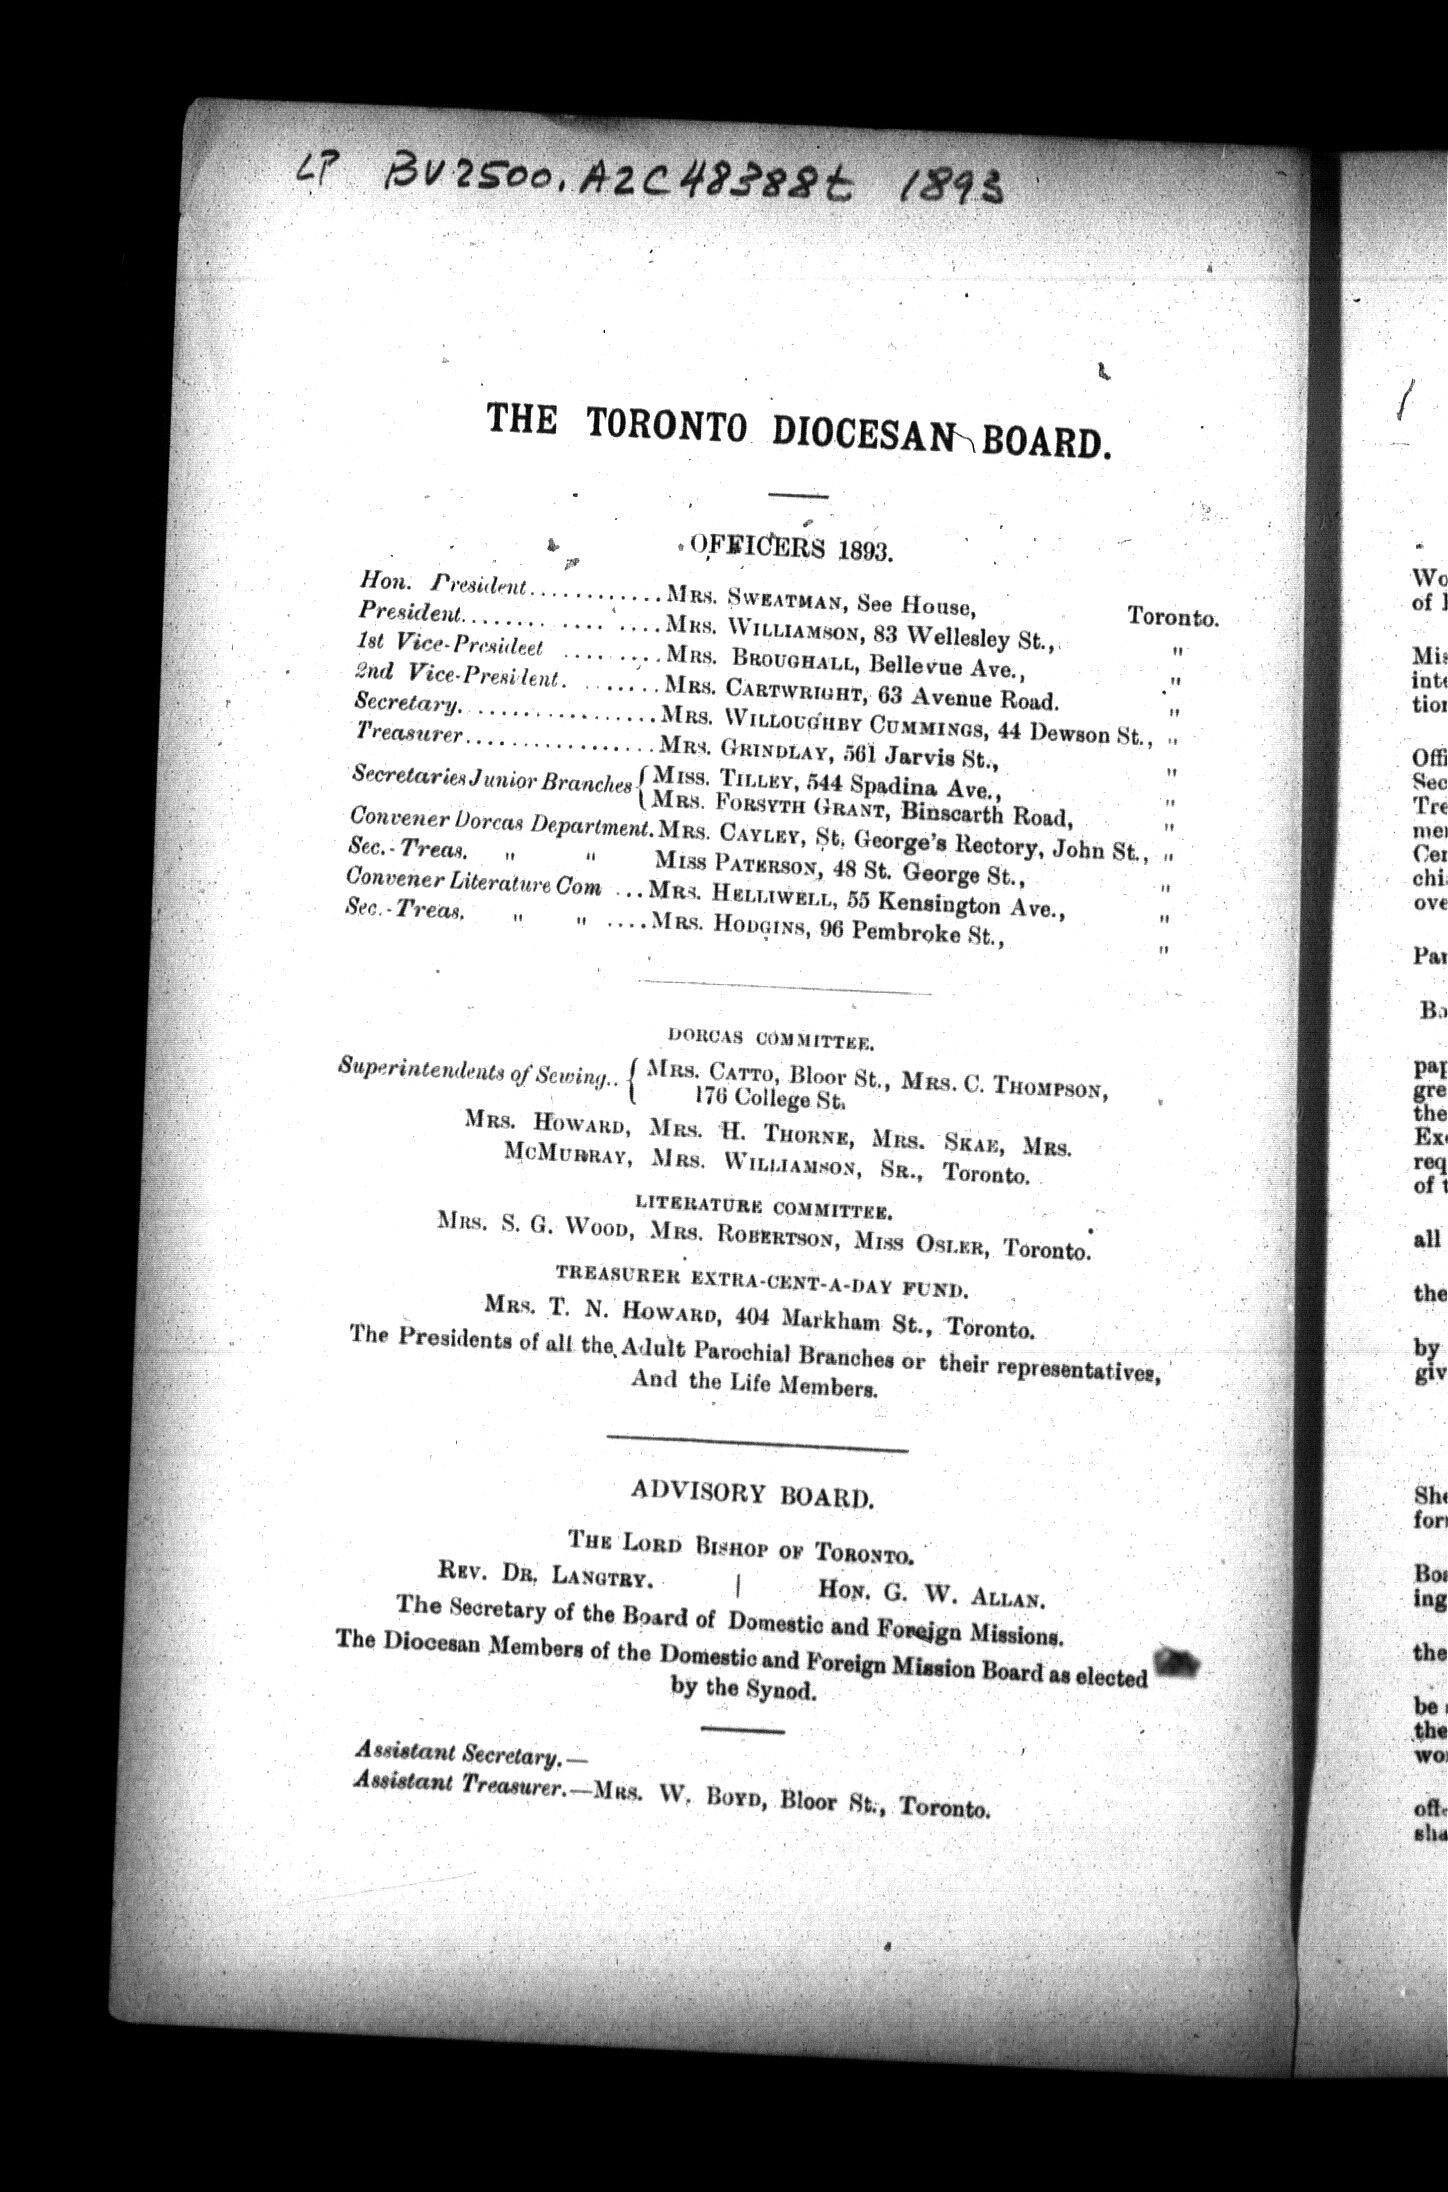 LP BV2500.A2C48388t 1893
THE TORONTO DIOCESAN BOARD.
OFFICERS 1893.
Hon. President............MRS. SWEATMAN, See House, Toronto.
President........ .... ....MRS. WILLIAMSON, 83 Wellesley St., "
1st Vice-Presideet .... ....MRS. BROUGHALL, Bellevue Ave., "
2nd Vice-President. .......MRS. CARTWRIGHT, 63 Avenue Road. "
Secretary.................MRS. WILLOUGHBY CUMMINGS, 44 Dewson St., "
Treasurer.................MRS. GRINDLAY, 561 Jarvis St., "
Secretaries Junior Branches { MISS. TILLEY, 544 Spadina Ave., "
MRS. FORSYTH GRANT, Binscarth Road, "
Convener Dorcas Department. MRS. CAYLEY, St. George's Rectory, John St., "
Sec.-Treas. " " MISS PATERSON, 48 St. George St., "
Convener Literature Com ...MRS. HELLIWELL, 55 Kensington Ave., "
Sec.-Treas. " " ....MRS. HODGINS, 96 Pembroke St., "
DORCAS COMMITTEE.
Superintendents of Sewing.. { MRS. CATTO, Bloor St., MRS. C. THOMPSON,
176 College St.
MRS. HOWARD, MRS. H. THORNE, MRS. SKAE, MRS.
MCMURRAY, MRS. WILLIAMSON, SR., Toronto.
LITERATURE COMMITTEE.
MRS. S. G. WOOD, MRS. ROBERTSON, MISS OSLER, Toronto.
TREASURER EXTRA-CENT-A-DAY FUND.
MRS. T. N. HOWARD, 404 Markham St., Toronto.
The Presidents of all the Adult Parochial Branches or their representatives,
And the Life Members.
ADVISORY BOARD.
THE LORD BISHOP OF TORONTO.
REV. DR. LANGTRY. | HON. G. W. ALLAN.
The Secretary of the Board of Domestic and Foreign Missions.
The Diocesan Members of the Domestic and Foreign Mission Board as elected
by the Synod.
Assistant Secretary.—
Assistant Treasurer.—MRS. W. BOYD, Bloor St., Toronto.